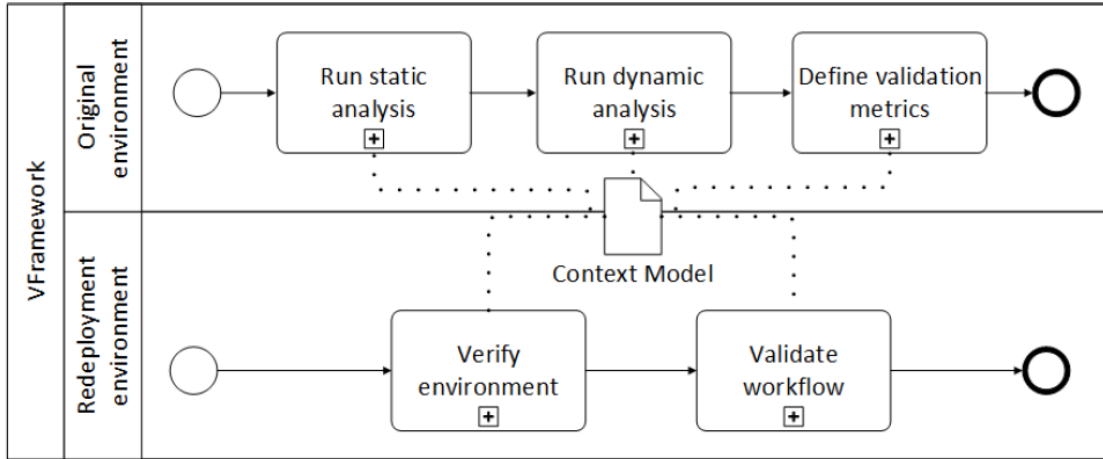 VFramework
Original
environment
Run static
analysis
Run dynamic
analysis
Define validation
metrics
Context Model
Redeployment
environment
Verify
environment
Validate
workflow